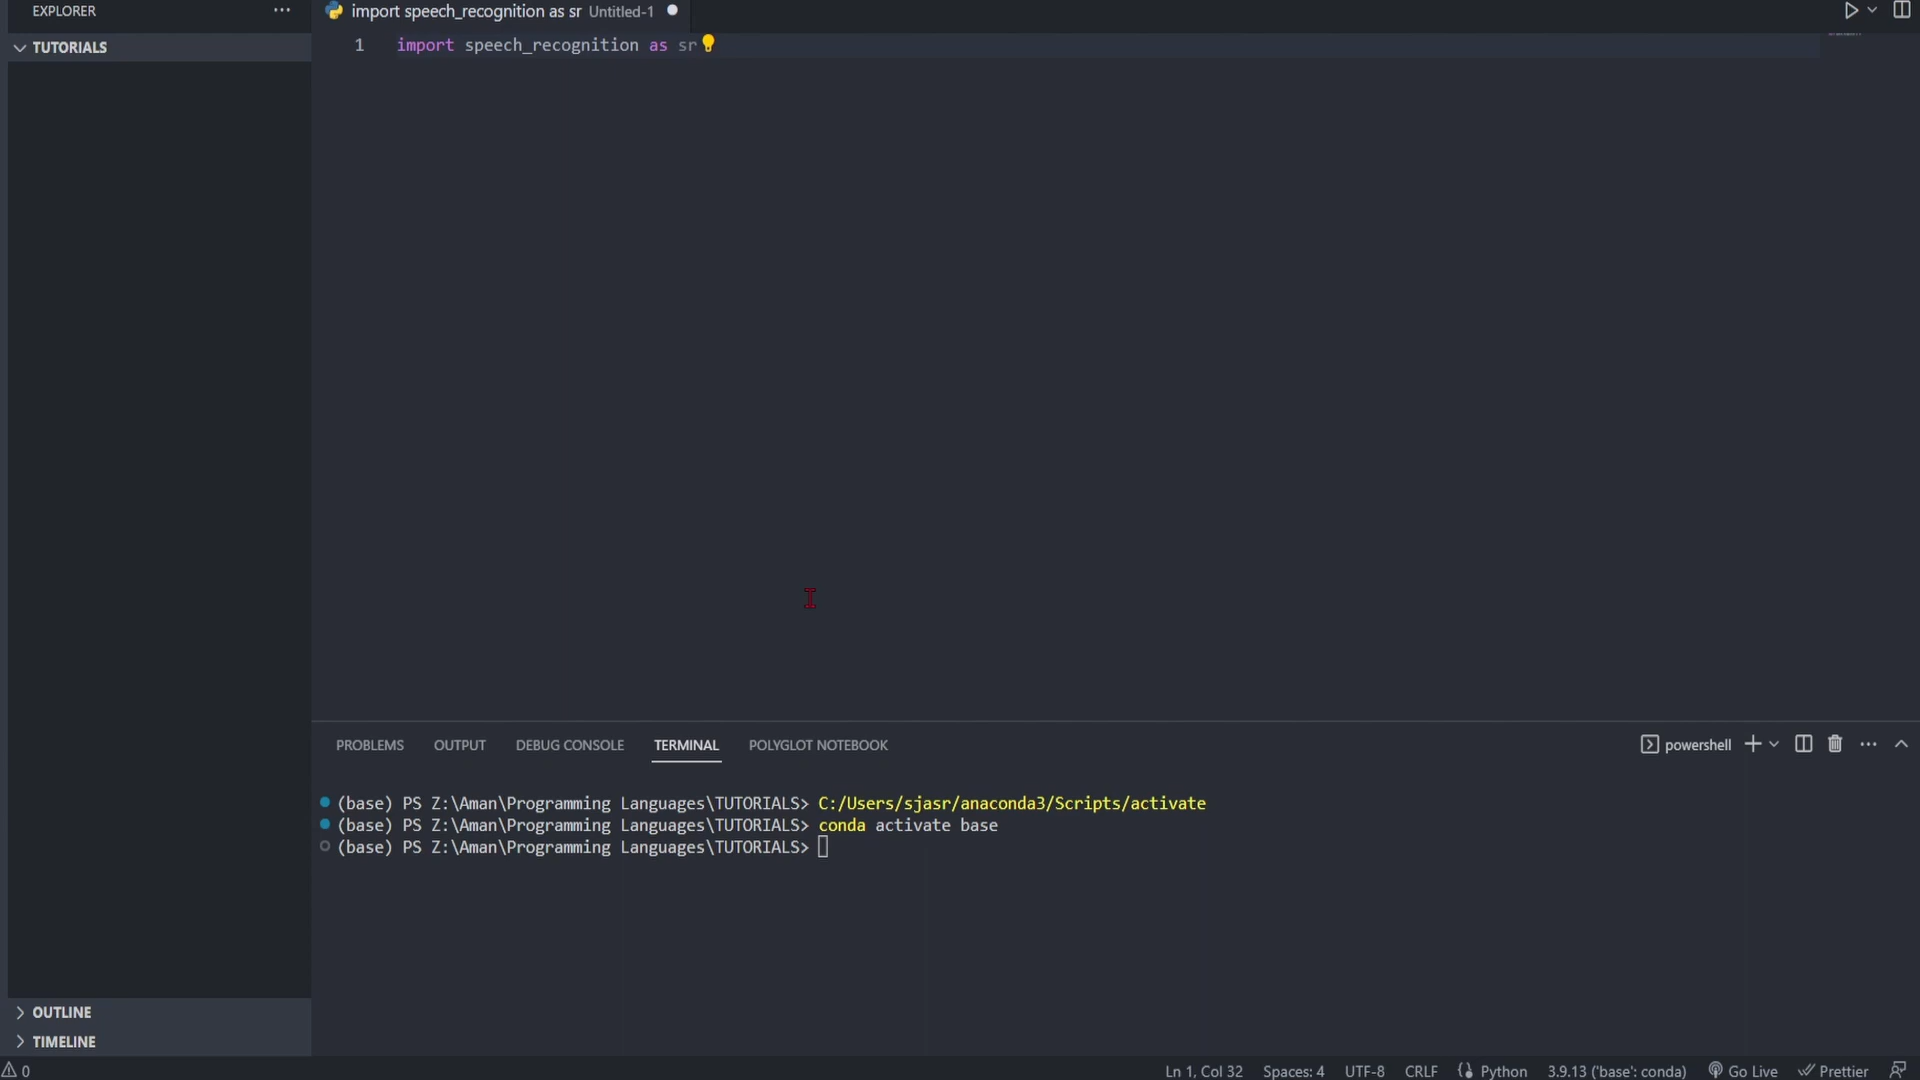 EXPLORER
import speech_recognition as sr Untitled-1
TUTORIALS
1 import speech_recognition as sr
PROBLEMS OUTPUT DEBUG CONSOLE TERMINAL POLYGLOT NOTEBOOK
powershell
(base) PS Z:\Aman\Programming Languages\TUTORIALS> C:/Users/sjasr/anaconda3/Scripts/activate
(base) PS Z:\Aman\Programming Languages\TUTORIALS> conda activate base
(base) PS Z:\Aman\Programming Languages\TUTORIALS>
OUTLINE
TIMELINE
0 Ln 1, Col 32 Spaces: 4 UTF-8 CRLF Python 3.9.13 ('base': conda) Go Live Prettier